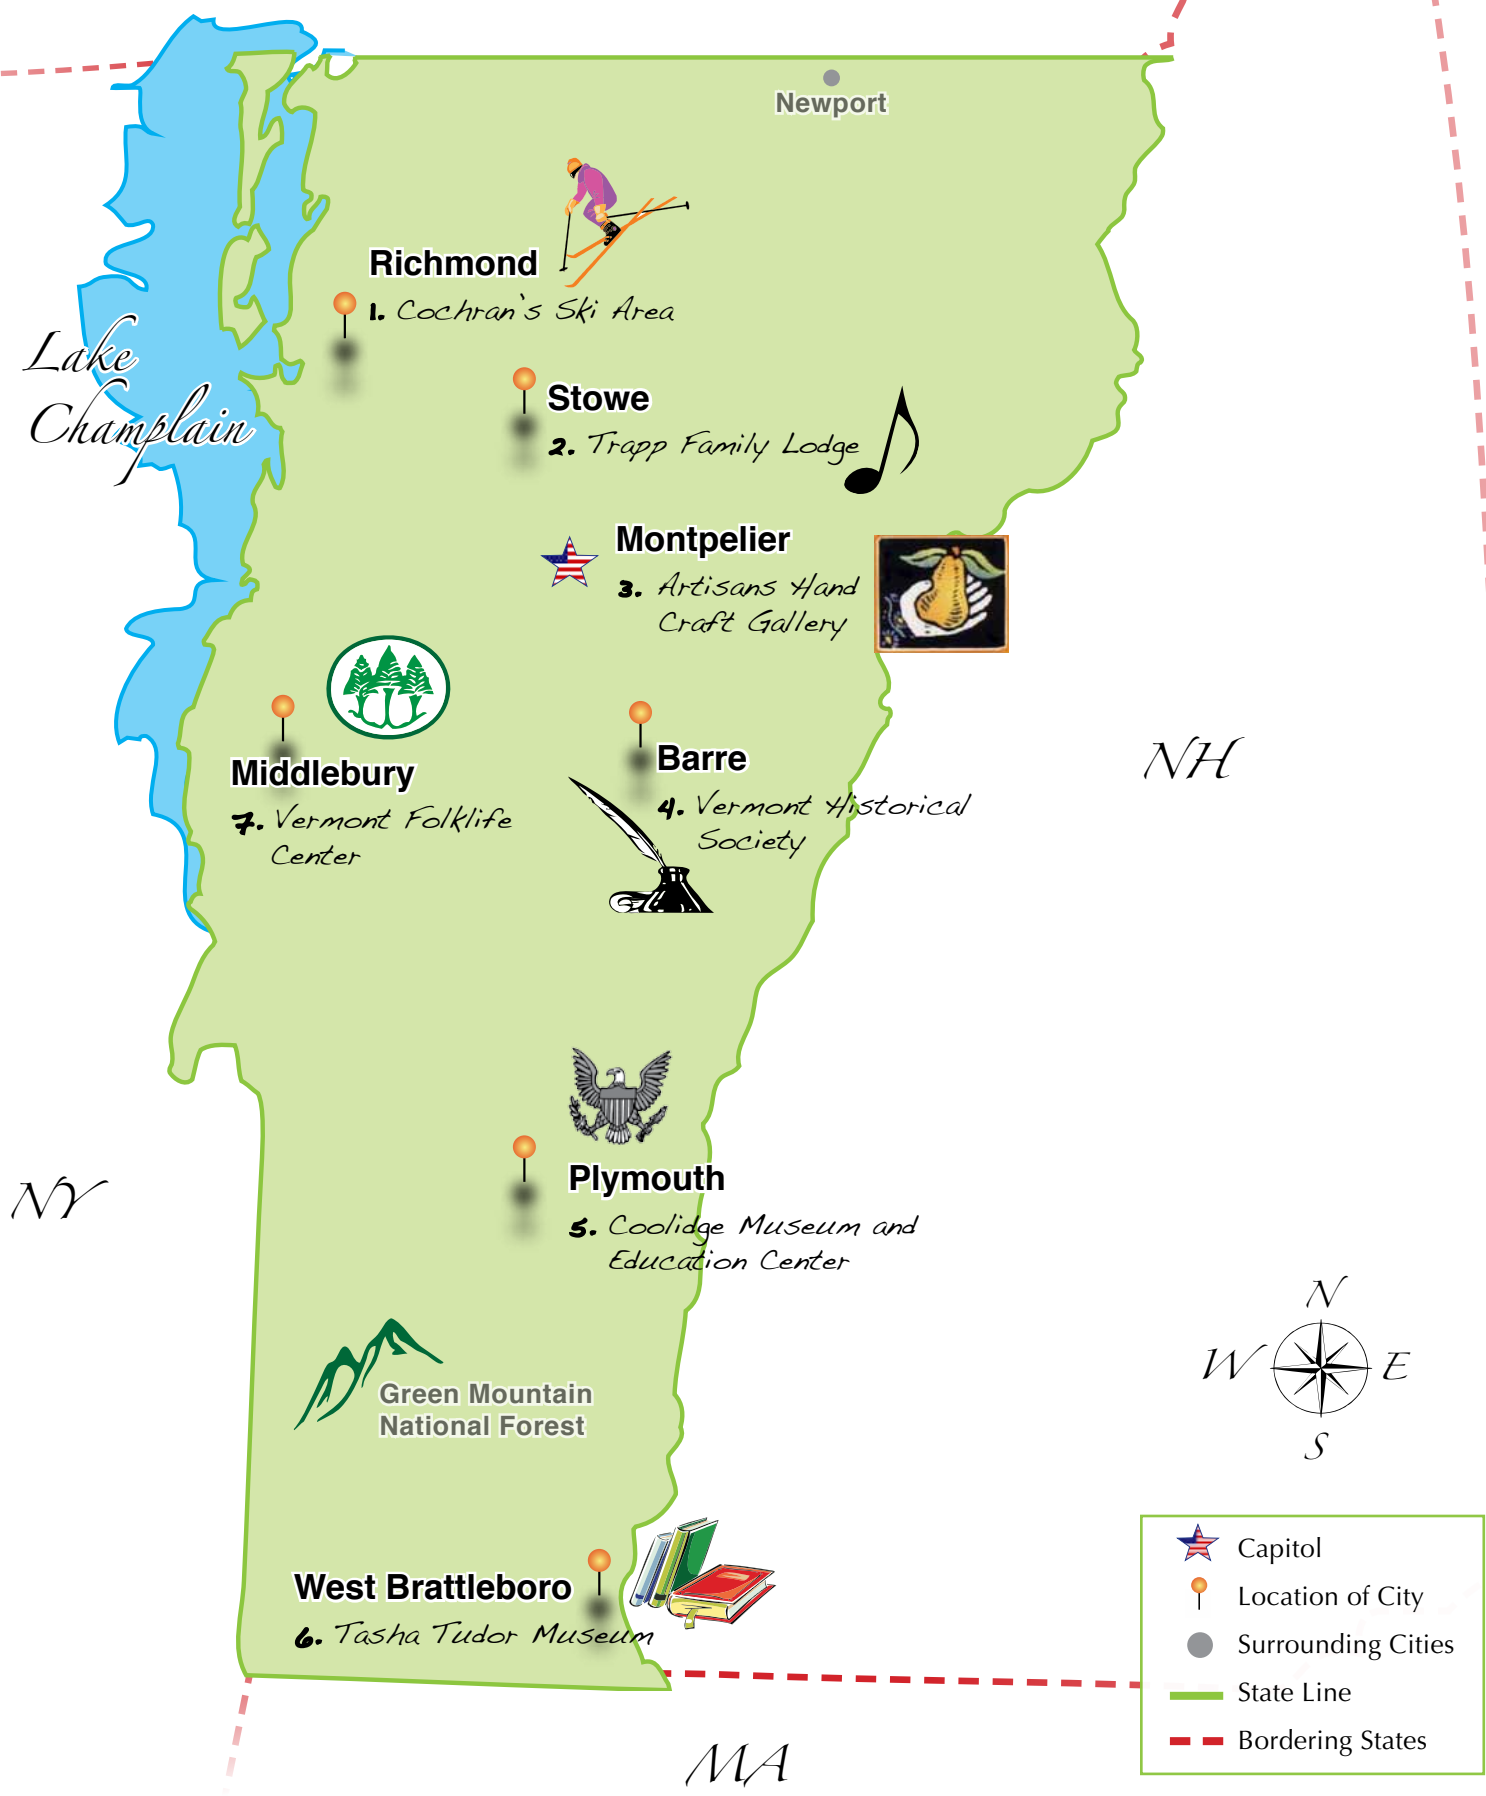 Newport
Richmond
1. Cochran's Ski Area
Lake
Champlain
Stowe
2. Trapp Family Lodge
Montpelier
3. Artisans Hand
Craft Gallery
NH
Middlebury
7. Vermont Folklife
Center
Barre
4. Vermont Historical
Society
NY
Plymouth
5. Coolidge Museum and
Education Center
Green Mountain
National Forest
N
W E
S
West Brattleboro
6. Tasha Tudor Museum
MA
Capitol
Location of City
Surrounding Cities
State Line
Bordering States